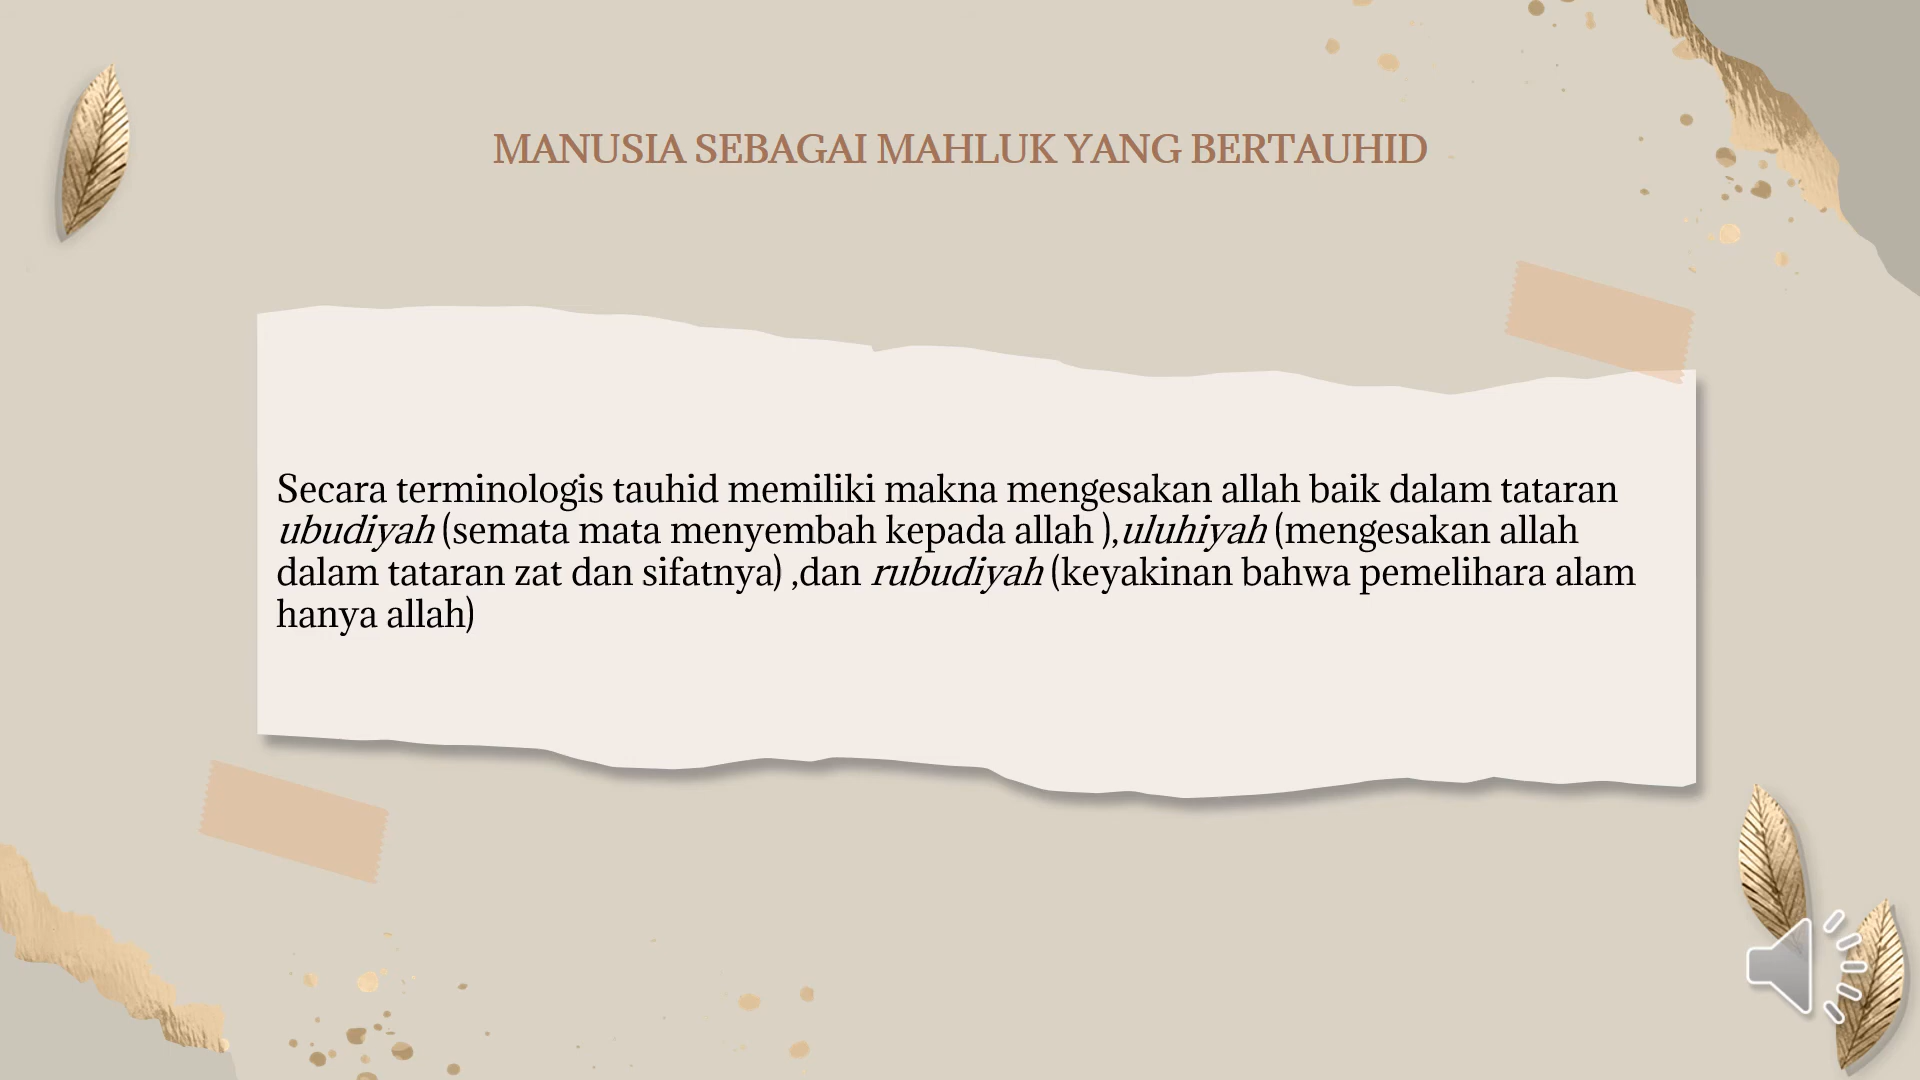 MANUSIA SEBAGAI MAHLUK YANG BERTAUHID
Secara terminologis tauhid memiliki makna mengesakan allah baik dalam tataran
ubudiyah (semata mata menyembah kepada allah ),uluhiyah (mengesakan allah
dalam tataran zat dan sifatnya) ,dan rubudiyah (keyakinan bahwa pemelihara alam
hanya allah)